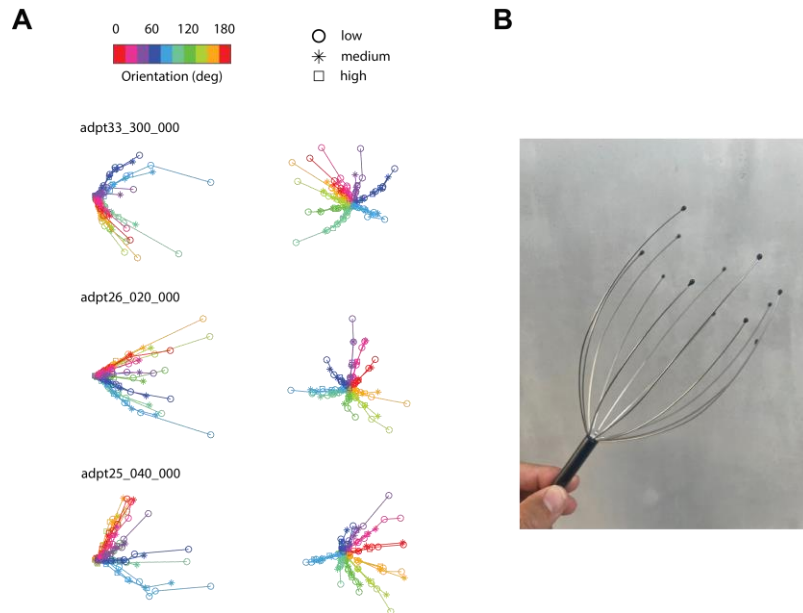 A
B
0 60 120 180
Orientation (deg)
low
medium
high
adpt33_300_000
adpt26_020_000
adpt25_040_000